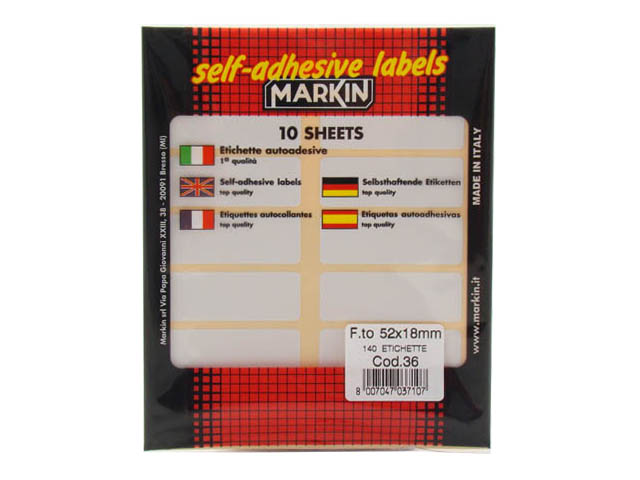 self-adhesive labels
MARKIN
10 SHEETS
Etichette autoadesive
1ª qualità
Self-adhesive labels
top quality
Selbsthaftende Etiketten
top quality
Etiquettes autocollantes
top quality
Etiquetas autoadhesivas
top quality
Markin srl Via Papa Giovanni XXIII, 38 - 20091 Bresso (MI)
MADE IN ITALY
www.markin.it
F.to 52x18mm
140 ETICHETTE
Cod.36
8 007047 037107